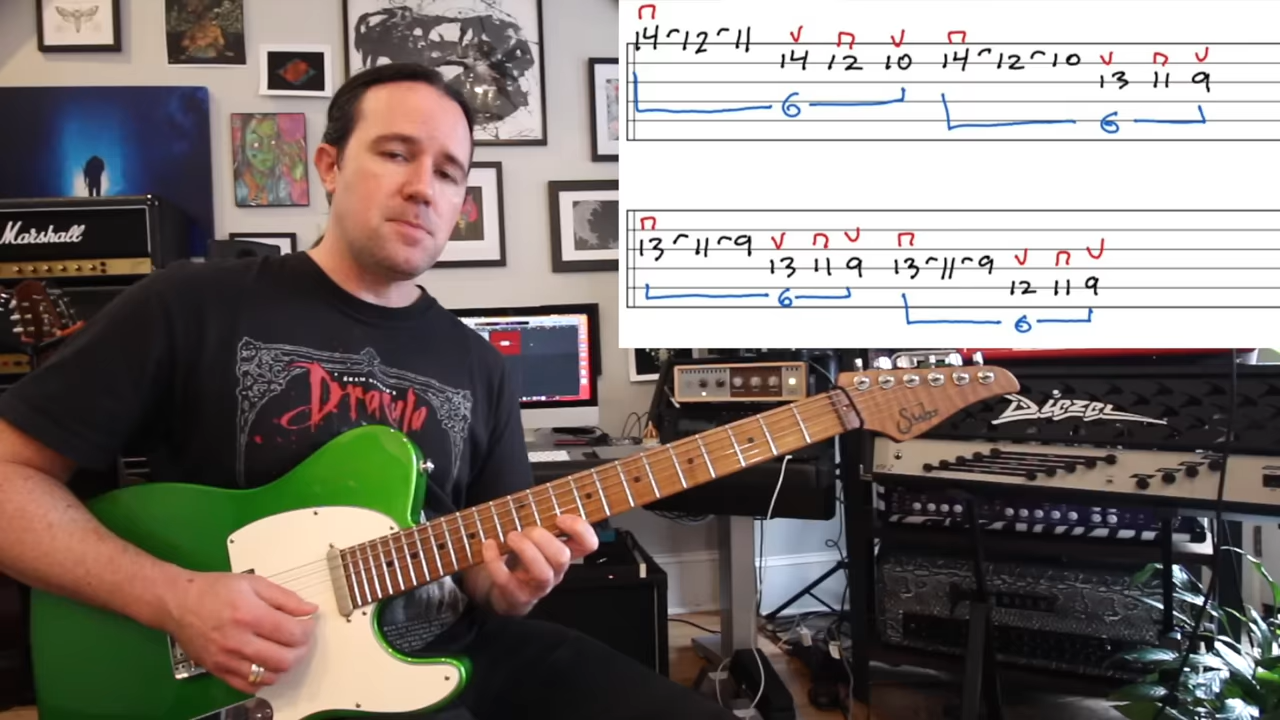 14⌢12⌢11 14 12 10 14⌢12⌢10 13 11 9
6 6
13⌢11⌢9 13 11 9 13⌢11⌢9 12 11 9
6 6
Marshall
Dracula
Suhr
DIEZEL